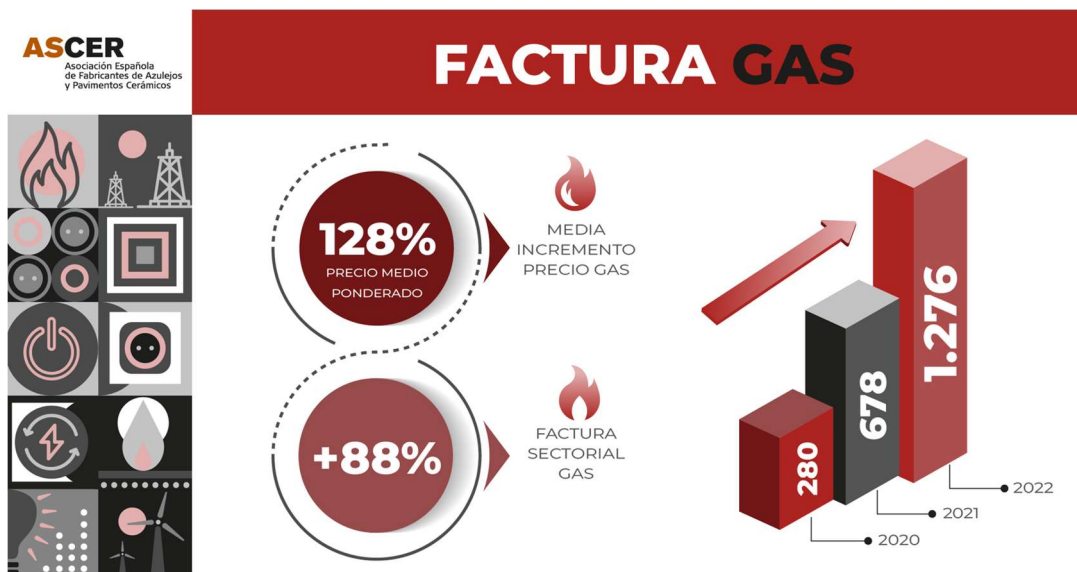 ASCER
Asociación Española
de Fabricantes de Azulejos
y Pavimentos Cerámicos
FACTURA GAS
128%
PRECIO MEDIO
PONDERADO
MEDIA
INCREMENTO
PRECIO GAS
+88%
FACTURA
SECTORIAL
GAS
280
678
1.276
2022
2021
2020